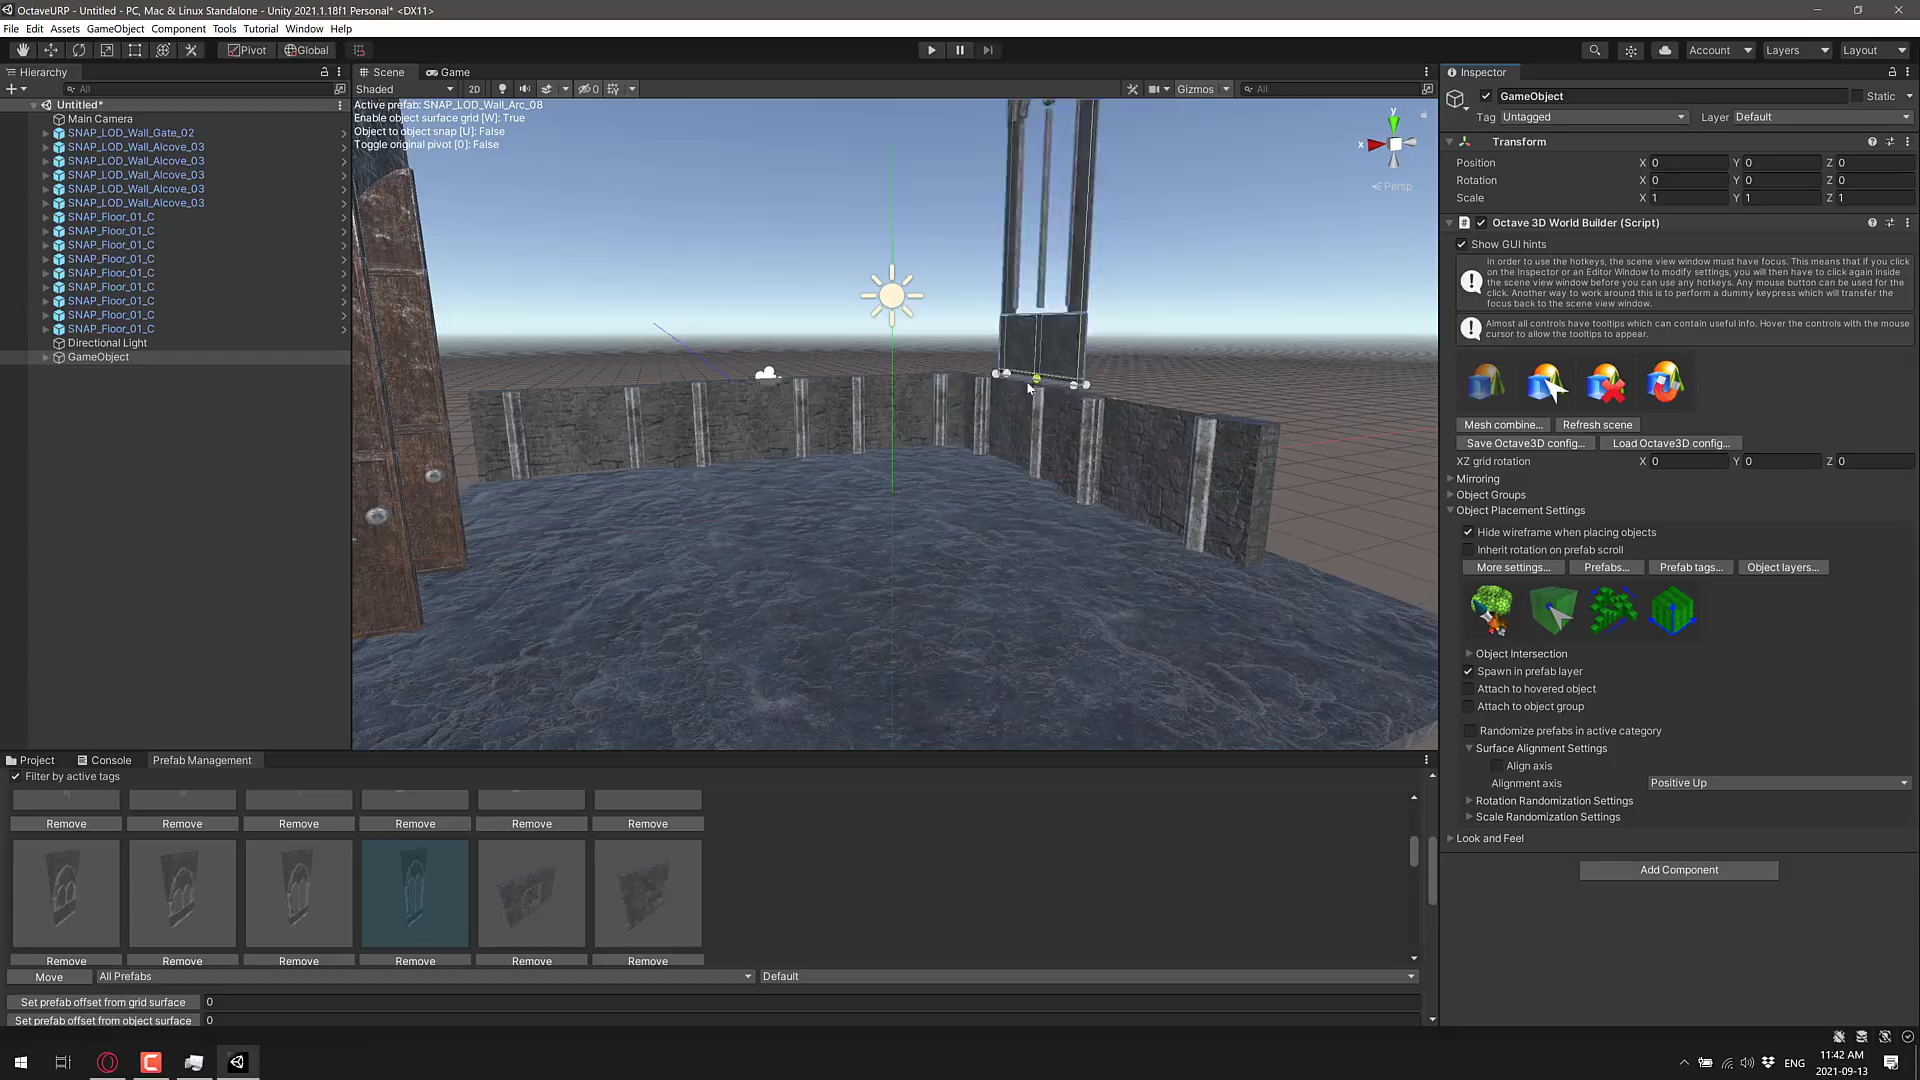 OctaveURP - Untitled - PC, Mac & Linux Standalone - Unity 2021.1.18f1 Personal* <DX11>
File Edit Assets GameObject Component Tools Tutorial Window Help
Pivot Global Account Layers Layout
Hierarchy
All
Untitled*
Main Camera
SNAP_LOD_Wall_Gate_02
SNAP_LOD_Wall_Alcove_03
SNAP_LOD_Wall_Alcove_03
SNAP_LOD_Wall_Alcove_03
SNAP_LOD_Wall_Alcove_03
SNAP_LOD_Wall_Alcove_03
SNAP_Floor_01_C
SNAP_Floor_01_C
SNAP_Floor_01_C
SNAP_Floor_01_C
SNAP_Floor_01_C
SNAP_Floor_01_C
SNAP_Floor_01_C
SNAP_Floor_01_C
SNAP_Floor_01_C
Directional Light
GameObject
Scene Game
Shaded 2D 0 Gizmos All
Active prefab: SNAP_LOD_Wall_Arc_08
Enable object surface grid [W]: True
Object to object snap [U]: False
Toggle original pivot [0]: False
y
x
Persp
Inspector
GameObject Static
Tag Untagged Layer Default
Transform
Position X 0 Y 0 Z 0
Rotation X 0 Y 0 Z 0
Scale X 1 Y 1 Z 1
Octave 3D World Builder (Script)
Show GUI hints
In order to use the hotkeys, the scene view window must have focus. This means that if you click
on the Inspector or an Editor Window to modify settings, you will then have to click again inside
the scene view window before you can use any hotkeys. Any mouse button can be used for the
click. Another way to work around this is to perform a dummy keypress which will transfer the
focus back to the scene view window.
Almost all controls have tooltips which can contain useful info. Hover the controls with the mouse
cursor to allow the tooltips to appear.
Mesh combine... Refresh scene
Save Octave3D config... Load Octave3D config...
XZ grid rotation X 0 Y 0 Z 0
Mirroring
Object Groups
Object Placement Settings
Hide wireframe when placing objects
Inherit rotation on prefab scroll
More settings... Prefabs... Prefab tags... Object layers...
Object Intersection
Spawn in prefab layer
Attach to hovered object
Attach to object group
Randomize prefabs in active category
Surface Alignment Settings
Align axis
Alignment axis Positive Up
Rotation Randomization Settings
Scale Randomization Settings
Look and Feel
Add Component
Project Console Prefab Management
Filter by active tags
Remove Remove Remove Remove Remove Remove
Remove Remove Remove Remove Remove Remove
Move All Prefabs Default
Set prefab offset from grid surface 0
Set prefab offset from object surface 0
ENG
11:42 AM
2021-09-13